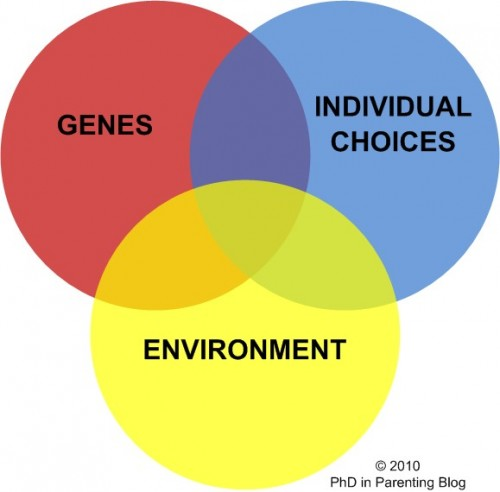 GENES
INDIVIDUAL
CHOICES
ENVIRONMENT
© 2010
PhD in Parenting Blog